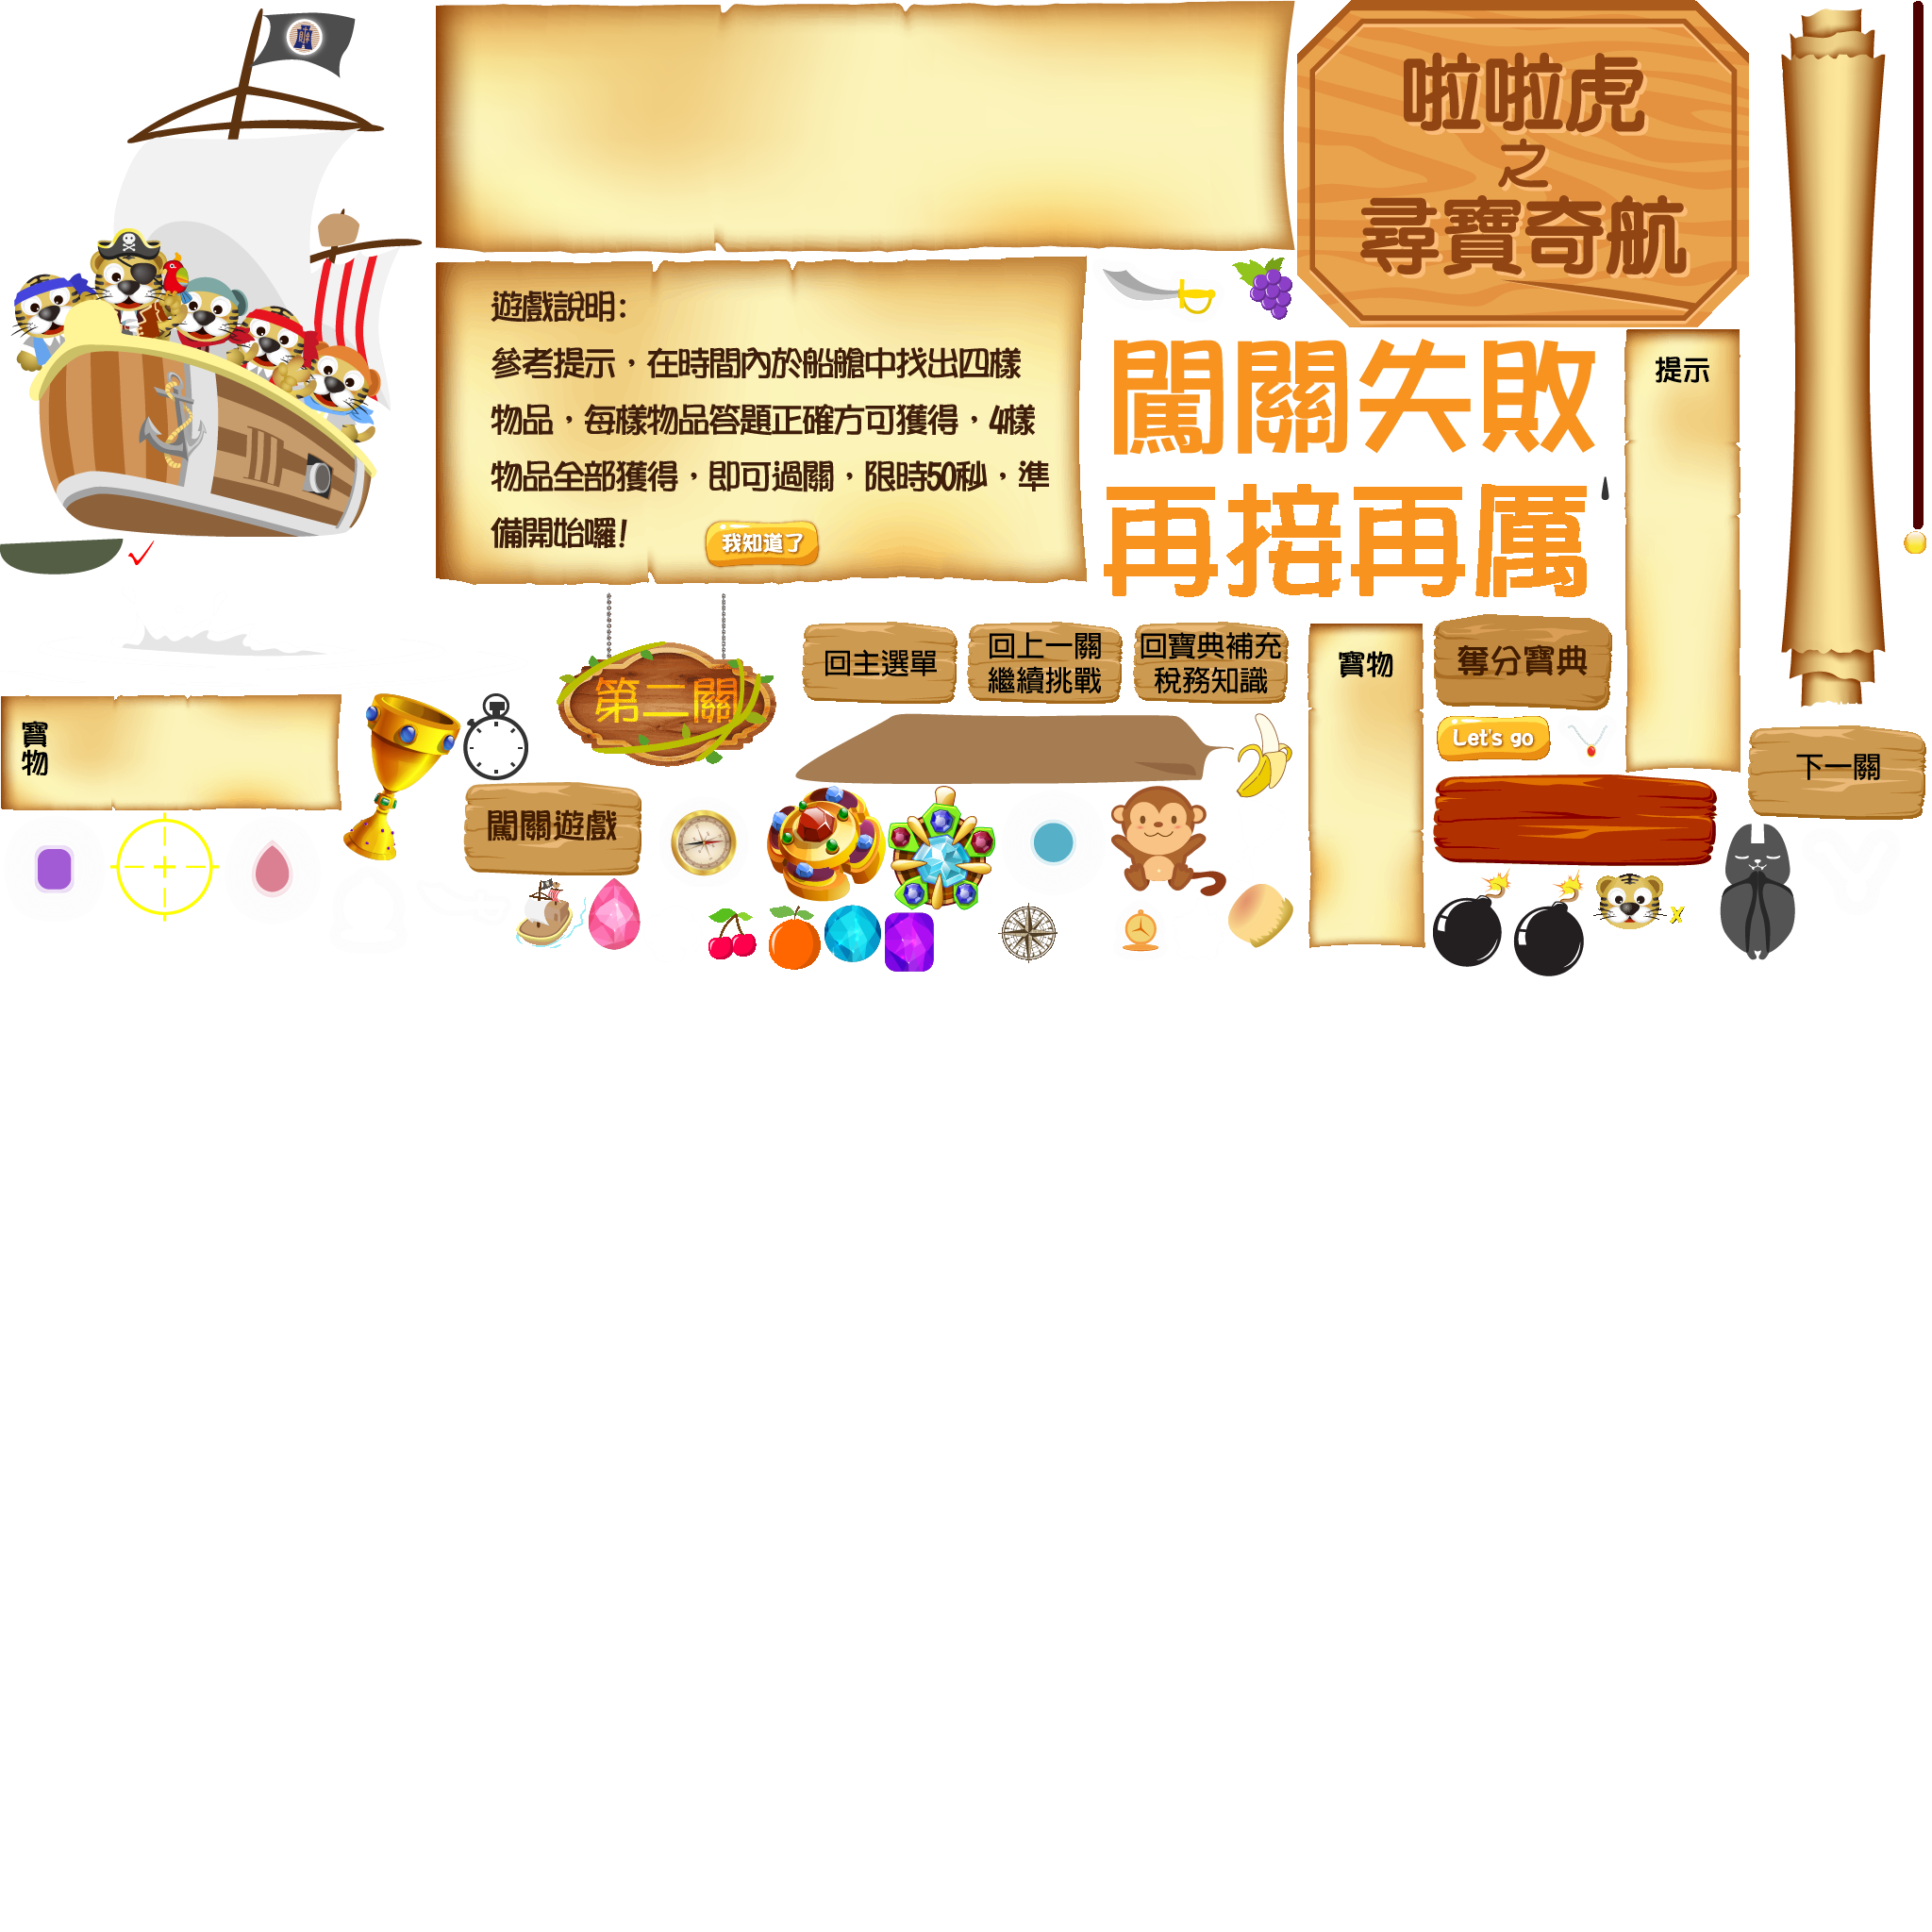 啦啦虎
之
尋寶奇航
遊戲說明：
參考提示，在時間內於船艙中找出四樣
物品，每樣物品答題正確方可獲得，4樣
物品全部獲得，即可過關，限時50秒，準
備開始囉！
我知道了
闖關失敗
再接再厲
提示
第二關
回主選單
回上一關
繼續挑戰
回寶典補充
稅務知識
寶物
奪分寶典
Let's go
下一關
寶物
闖關遊戲
x